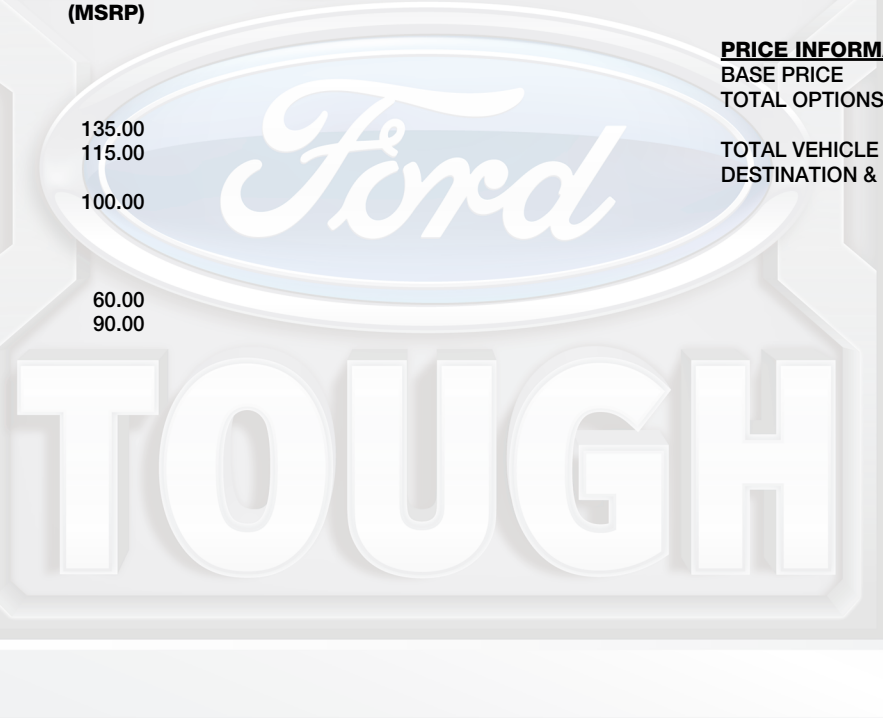 (MSRP)
135.00
115.00
100.00
60.00
90.00
PRICE INFORM
BASE PRICE
TOTAL OPTIONS
TOTAL VEHICLE
DESTINATION &
Ford
TOUGH